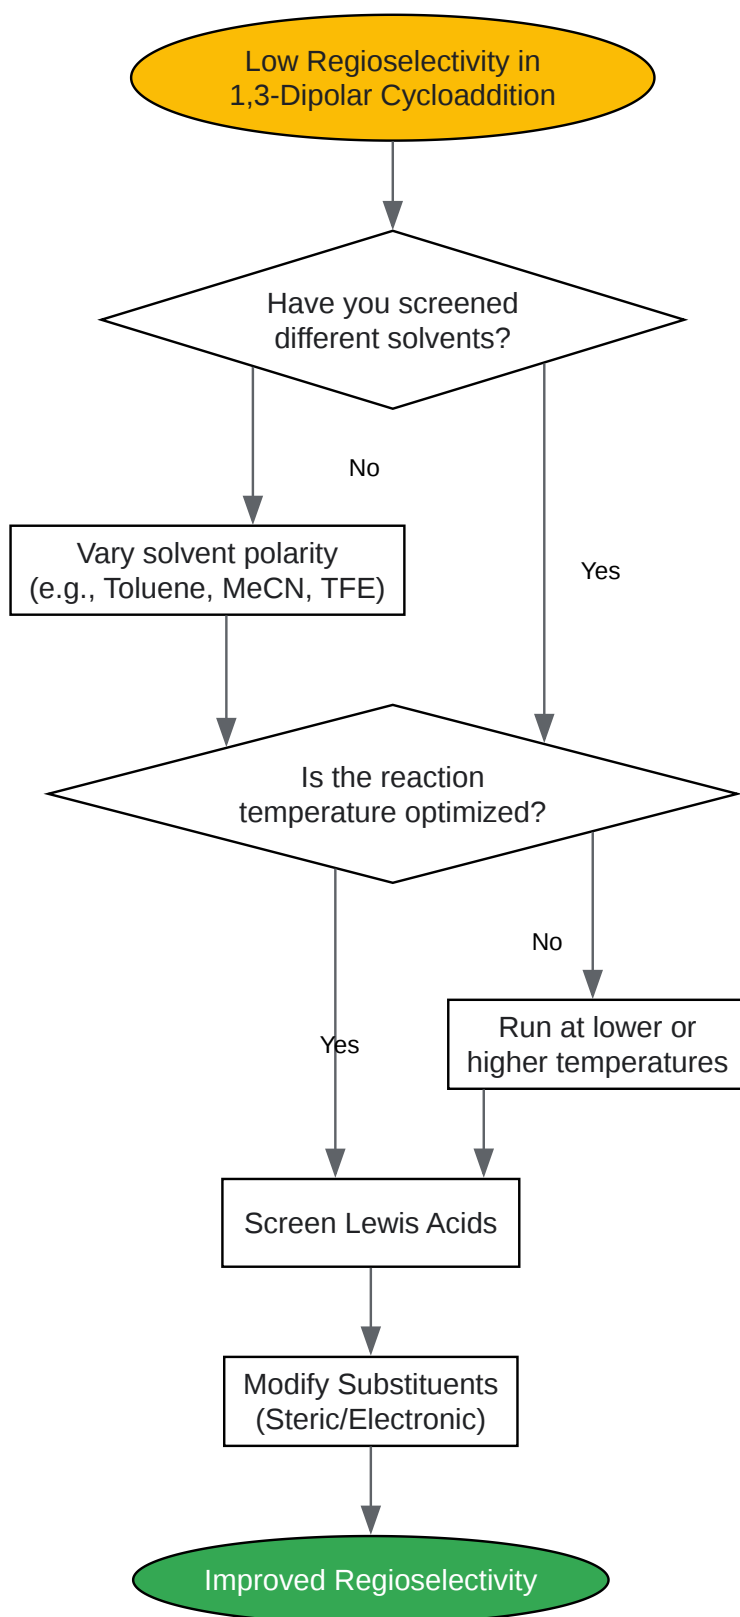 Low Regioselectivity in
1,3-Dipolar Cycloaddition
Have you screened
different solvents?
No
Vary solvent polarity
(e.g., Toluene, MeCN, TFE)
Yes
Is the reaction
temperature optimized?
No
Run at lower or
higher temperatures
Yes
Screen Lewis Acids
Modify Substituents
(Steric/Electronic)
Improved Regioselectivity